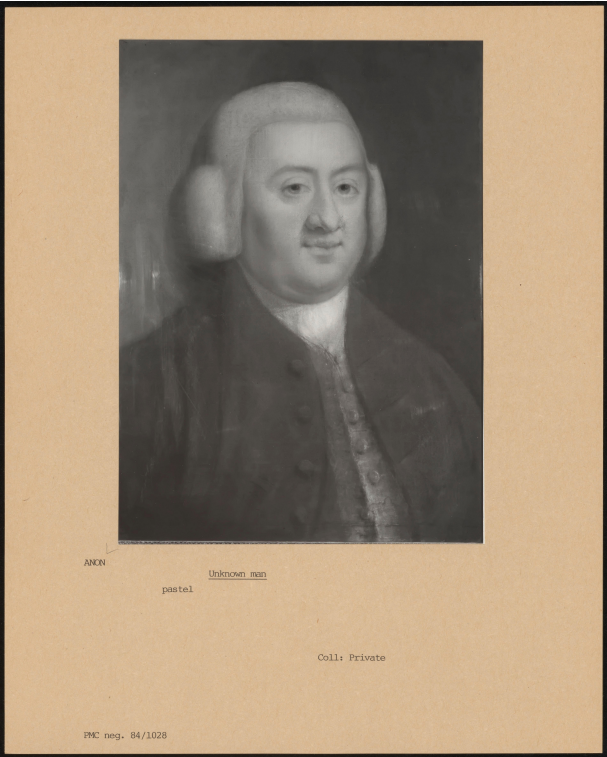 ANON
Unknown man
pastel
Coll: Private
PMC neg. 84/1028